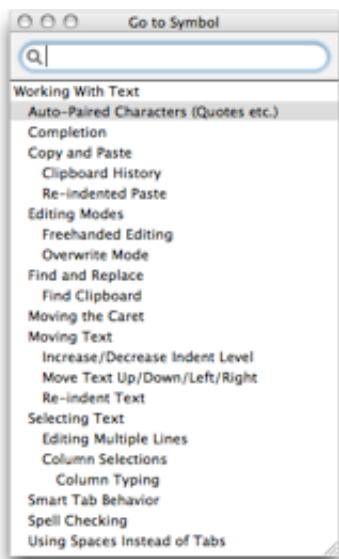 Go to Symbol
Working With Text
Auto-Paired Characters (Quotes etc.)
Completion
Copy and Paste
Clipboard History
Re-indented Paste
Editing Modes
Freehanded Editing
Overwrite Mode
Find and Replace
Find Clipboard
Moving the Caret
Moving Text
Increase/Decrease Indent Level
Move Text Up/Down/Left/Right
Re-indent Text
Selecting Text
Editing Multiple Lines
Column Selections
Column Typing
Smart Tab Behavior
Spell Checking
Using Spaces Instead of Tabs